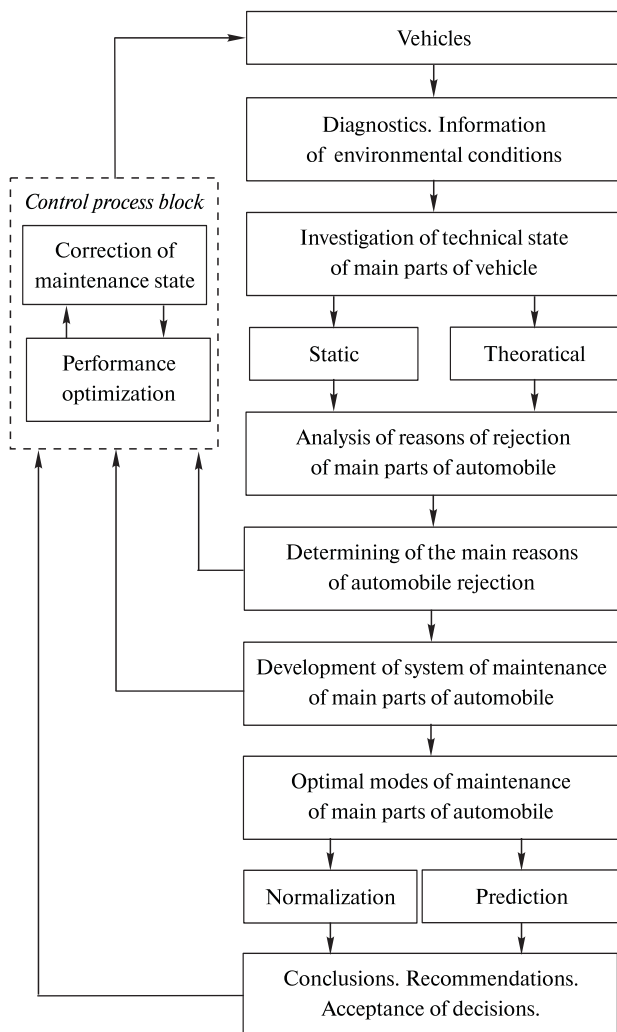 Vehicles
Diagnostics. Information
of environmental conditions
Control process block
Correction of
maintenance state
Performance
optimization
Investigation of technical state
of main parts of vehicle
Static
Theoratical
Analysis of reasons of rejection
of main parts of automobile
Determining of the main reasons
of automobile rejection
Development of system of maintenance
of main parts of automobile
Optimal modes of maintenance
of main parts of automobile
Normalization
Prediction
Conclusions. Recommendations.
Acceptance of decisions.